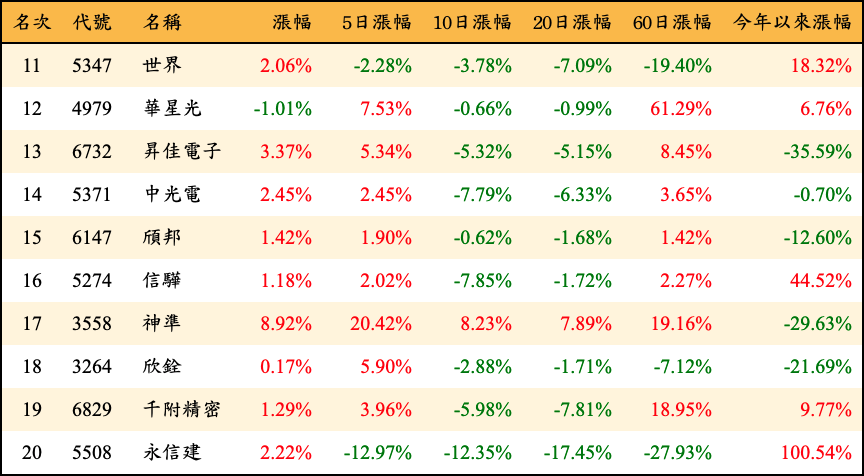 名次 代號 名稱 漲幅 5日漲幅 10日漲幅 20日漲幅 60日漲幅 今年以來漲幅
11 5347 世界 2.06% -2.28% -3.78% -7.09% -19.40% 18.32%
12 4979 華星光 -1.01% 7.53% -0.66% -0.99% 61.29% 6.76%
13 6732 昇佳電子 3.37% 5.34% -5.32% -5.15% 8.45% -35.59%
14 5371 中光電 2.45% 2.45% -7.79% -6.33% 3.65% -0.70%
15 6147 頎邦 1.42% 1.90% -0.62% -1.68% 1.42% -12.60%
16 5274 信驊 1.18% 2.02% -7.85% -1.72% 2.27% 44.52%
17 3558 神準 8.92% 20.42% 8.23% 7.89% 19.16% -29.63%
18 3264 欣銓 0.17% 5.90% -2.88% -1.71% -7.12% -21.69%
19 6829 千附精密 1.29% 3.96% -5.98% -7.81% 18.95% 9.77%
20 5508 永信建 2.22% -12.97% -12.35% -17.45% -27.93% 100.54%